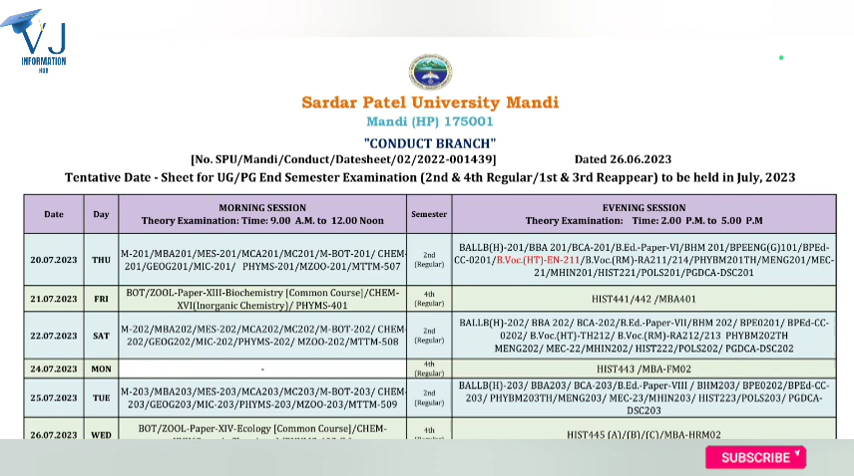 VJ
INFORMATION
HUB
Sardar Patel University Mandi
Mandi (HP) 175001
"CONDUCT BRANCH"
[No. SPU/Mandi/Conduct/Datesheet/02/2022-001439] Dated 26.06.2023
Tentative Date - Sheet for UG/PG End Semester Examination (2nd & 4th Regular/1st & 3rd Reappear) to be held in July, 2023
Date Day MORNING SESSION Semester EVENING SESSION
Theory Examination: Time: 9.00 A.M. to 12.00 Noon Theory Examination: Time: 2.00 P.M. to 5.00 P.M
20.07.2023 THU M-201/MBA201/MES-201/MCA201/MC201/M-BOT-201/ CHEM-201/GEOG201/MIC-201/ PHYMS-201/MZOO-201/MTTM-507 2nd (Regular) BALLB(H)-201/BBA 201/BCA-201/B.Ed.-Paper-VI/BHM 201/BPEENG(G)101/BPEd-CC-0201/B.Voc.(HT)-EN-211/B.Voc.(RM)-RA211/214/PHYBM201TH/MENG201/MEC-21/MHIN201/HIST221/POLS201/PGDCA-DSC201
21.07.2023 FRI BOT/ZOOL-Paper-XIII-Biochemistry [Common Course]/CHEM-XVI(Inorganic Chemistry)/ PHYMS-401 4th (Regular) HIST441/442 /MBA401
22.07.2023 SAT M-202/MBA202/MES-202/MCA202/MC202/M-BOT-202/ CHEM-202/GEOG202/MIC-202/ PHYMS-202/ MZOO-202/MTTM-508 2nd (Regular) BALLB(H)-202/ BBA 202/ BCA-202/B.Ed.-Paper-VII/BHM 202/ BPE0201/ BPEd-CC-0202/ B.Voc.(HT)-TH212/ B.Voc.(RM)-RA212/213 PHYBM202TH MENG202/ MEC-22/MHIN202/ HIST222/POLS202/ PGDCA-DSC202
24.07.2023 MON - 4th (Regular) HIST443 /MBA-FM02
25.07.2023 TUE M-203/MBA203/MES-203/MCA203/MC203/M-BOT-203/ CHEM-203/GEOG203/MIC-203/PHYMS-203/MZOO-203/MTTM-509 2nd (Regular) BALLB(H)-203/ BBA203/ BCA-203/B.Ed.-Paper-VIII / BHM203/ BPE0202/BPEd-CC-203/ PHYBM203TH/MENG203/ MEC-23/MHIN203/ HIST223/POLS203/ PGDCA-DSC203
26.07.2023 WED BOT/ZOOL-Paper-XIV-Ecology [Common Course]/CHEM- 4th HIST445 (A)/(B)/(C)/MBA-HRM02
SUBSCRIBE